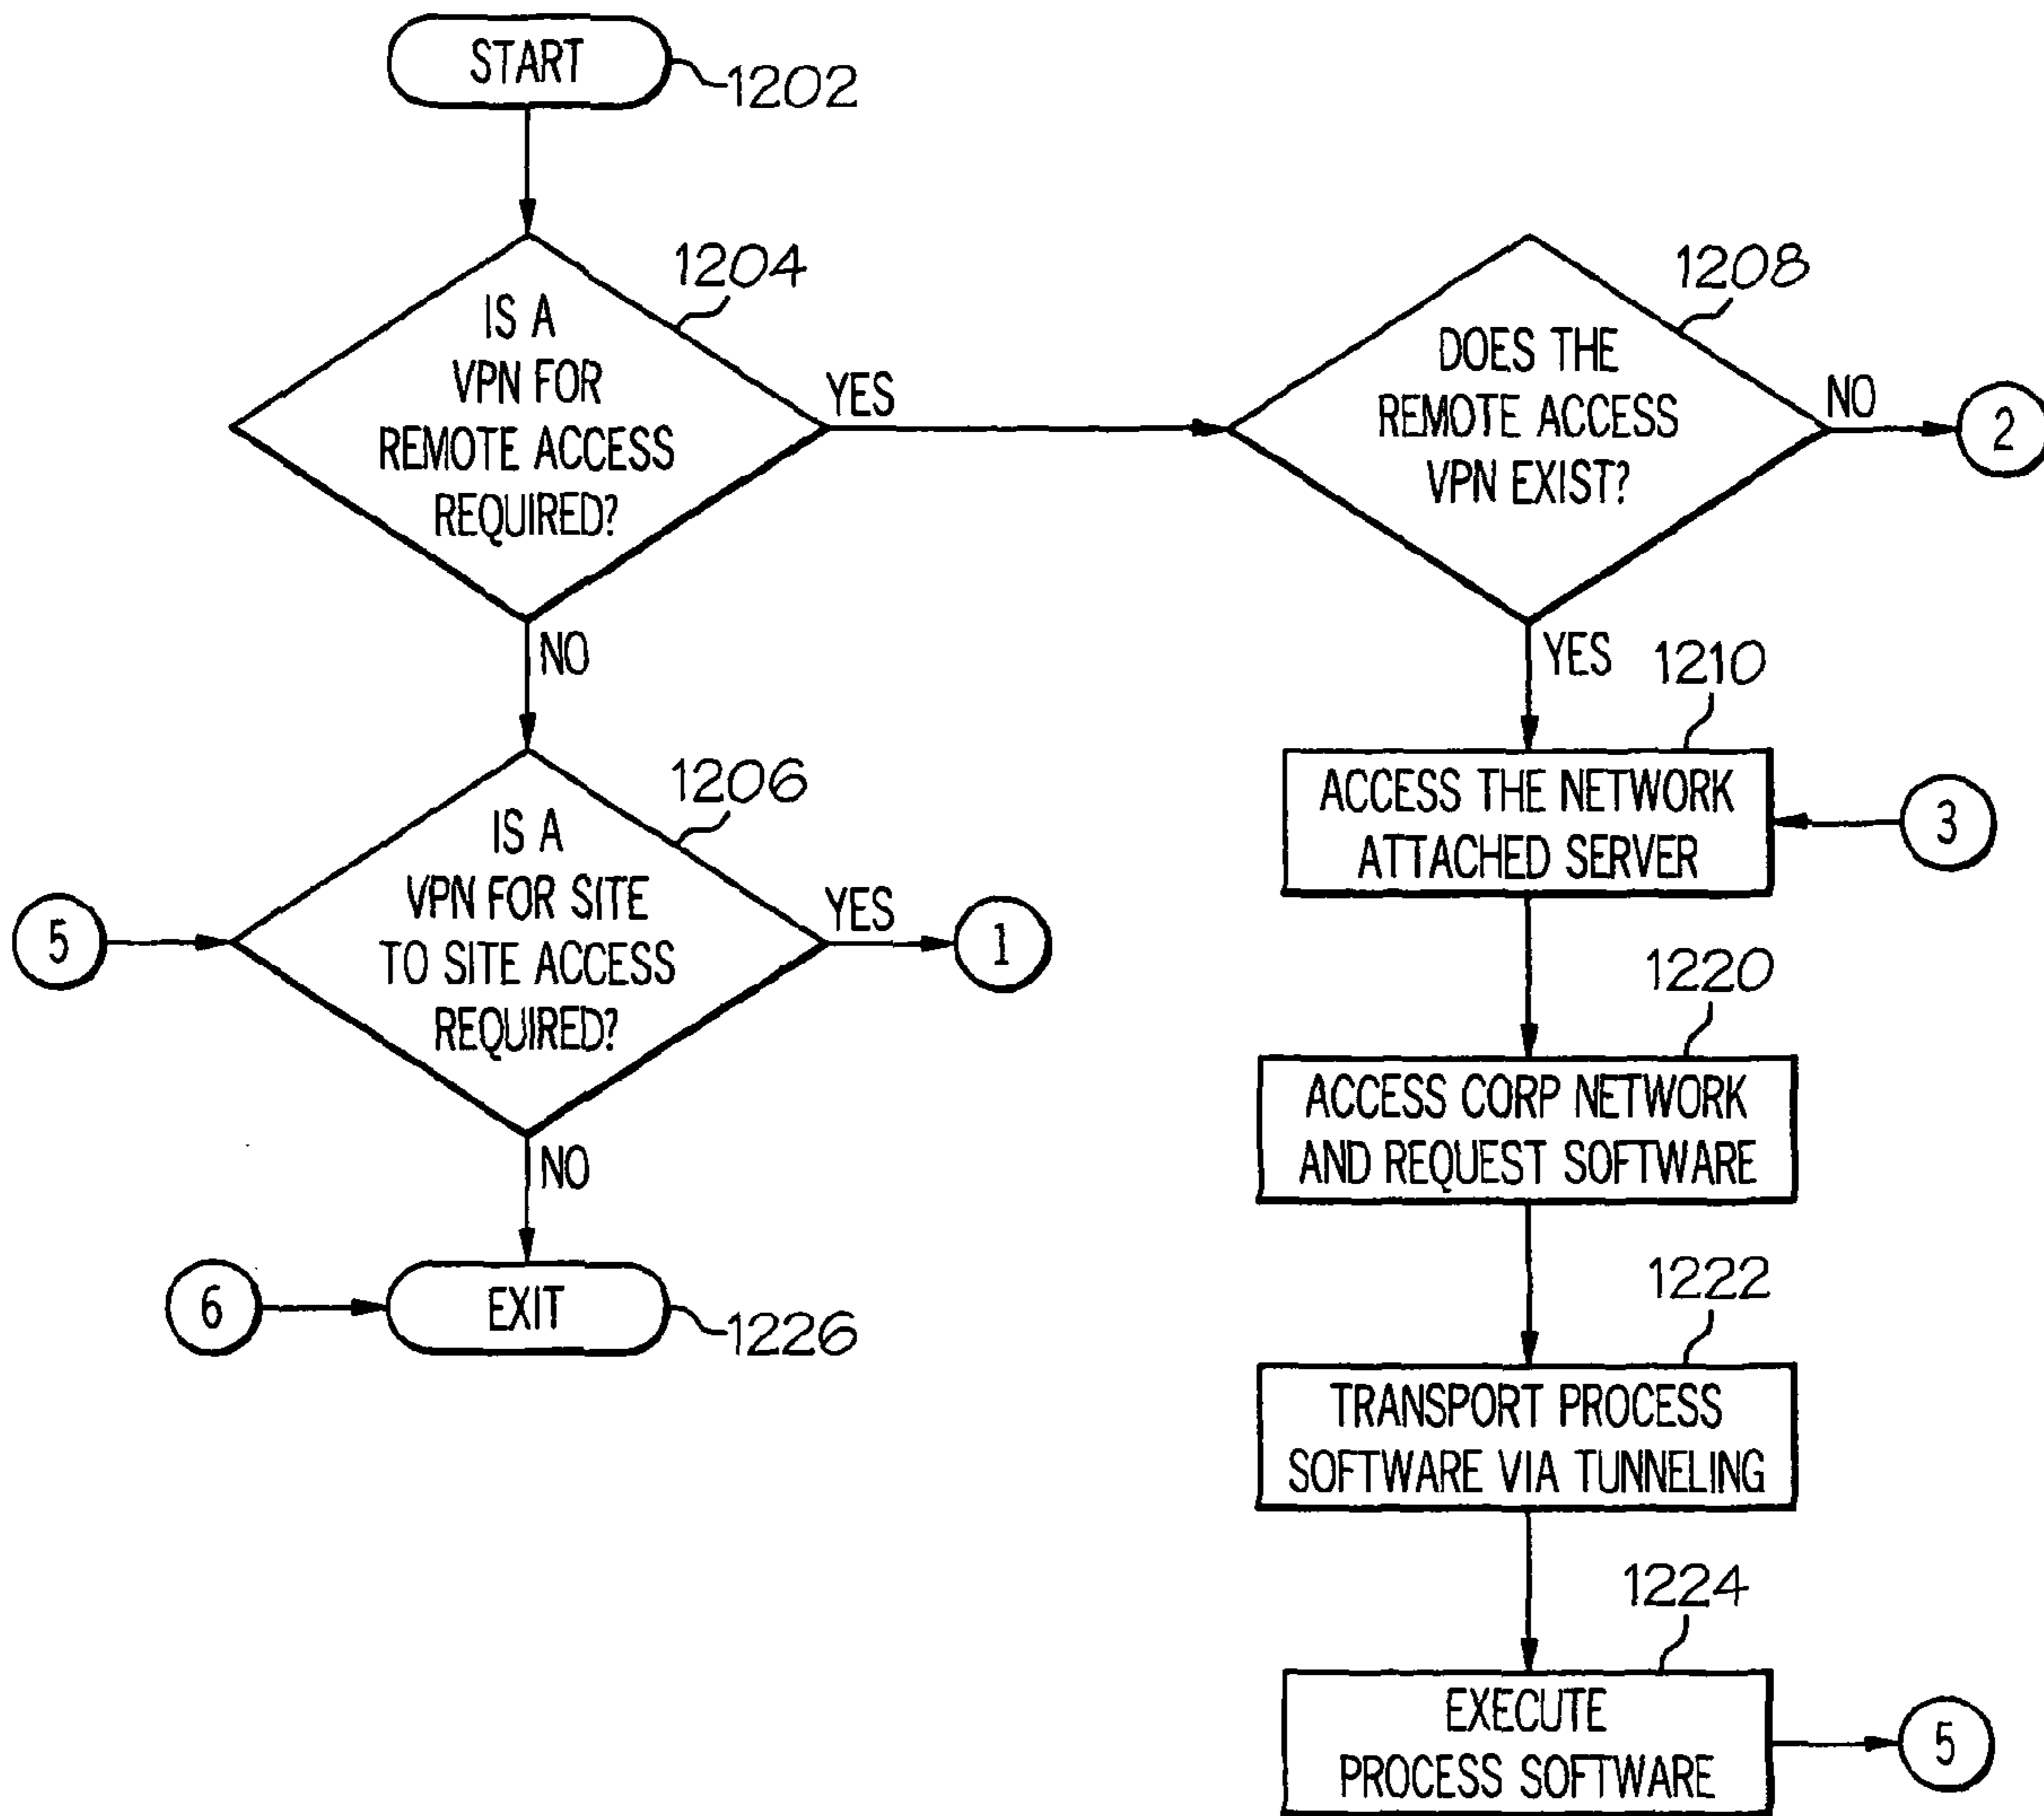 START
1202
1204
IS A
VPN FOR
REMOTE ACCESS
REQUIRED?
YES
NO
1208
DOES THE
REMOTE ACCESS
VPN EXIST?
NO
2
YES
1206
IS A
VPN FOR SITE
TO SITE ACCESS
REQUIRED?
5
YES
1
NO
6
EXIT
1226
1210
ACCESS THE NETWORK
ATTACHED SERVER
3
1220
ACCESS CORP NETWORK
AND REQUEST SOFTWARE
1222
TRANSPORT PROCESS
SOFTWARE VIA TUNNELING
1224
EXECUTE
PROCESS SOFTWARE
5